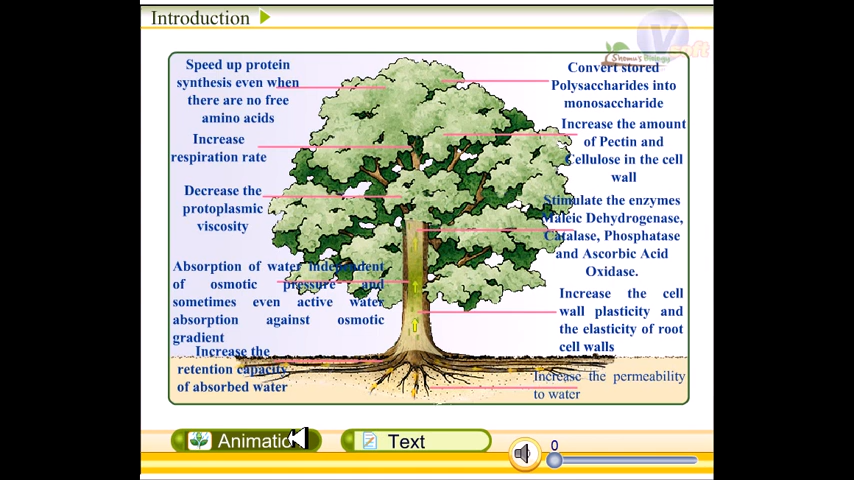 Introduction
Vsoft
Shomu's Biology
Speed up protein
synthesis even when
there are no free
amino acids
Increase
respiration rate
Decrease the
protoplasmic
viscosity
Absorption of water independent
of osmotic pressure and
sometimes even active water
absorption against osmotic
gradient
Increase the
retention capacity
of absorbed water
Convert stored
Polysaccharides into
monosaccharide
Increase the amount
of Pectin and
Cellulose in the cell
wall
Stimulate the enzymes
Maleic Dehydrogenase,
Catalase, Phosphatase
and Ascorbic Acid
Oxidase.
Increase the cell
wall plasticity and
the elasticity of root
cell walls
Increase the permeability
to water
Animatio
Text
0